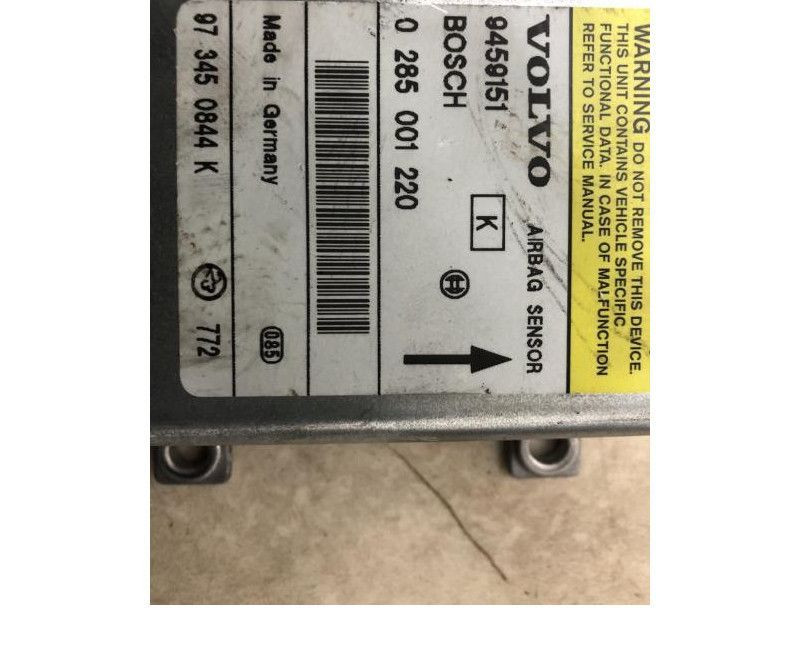 WARNING DO NOT REMOVE THIS DEVICE.
THIS UNIT CONTAINS VEHICLE SPECIFIC
FUNCTIONAL DATA. IN CASE OF MALFUNCTION
REFER TO SERVICE MANUAL.
VOLVO AIRBAG SENSOR
9459151 K
BOSCH
0 285 001 220
Made in Germany 085
97 345 0844 K 772